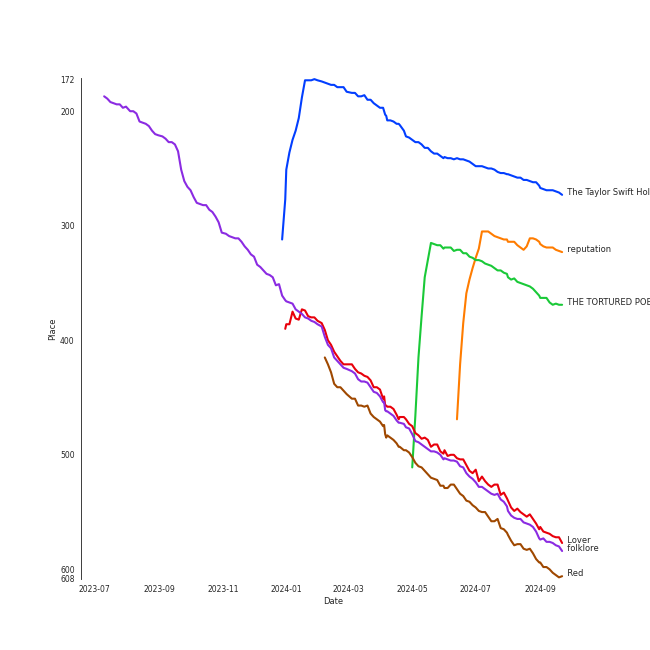 172
200
The Taylor Swift Hol
reputation
300
THE TORTURED POE
Place
400
500
Lover
folklore
Red
600
608
2023-07 2023-09 2023-11 2024-01 2024-03 2024-05 2024-07 2024-09
Date